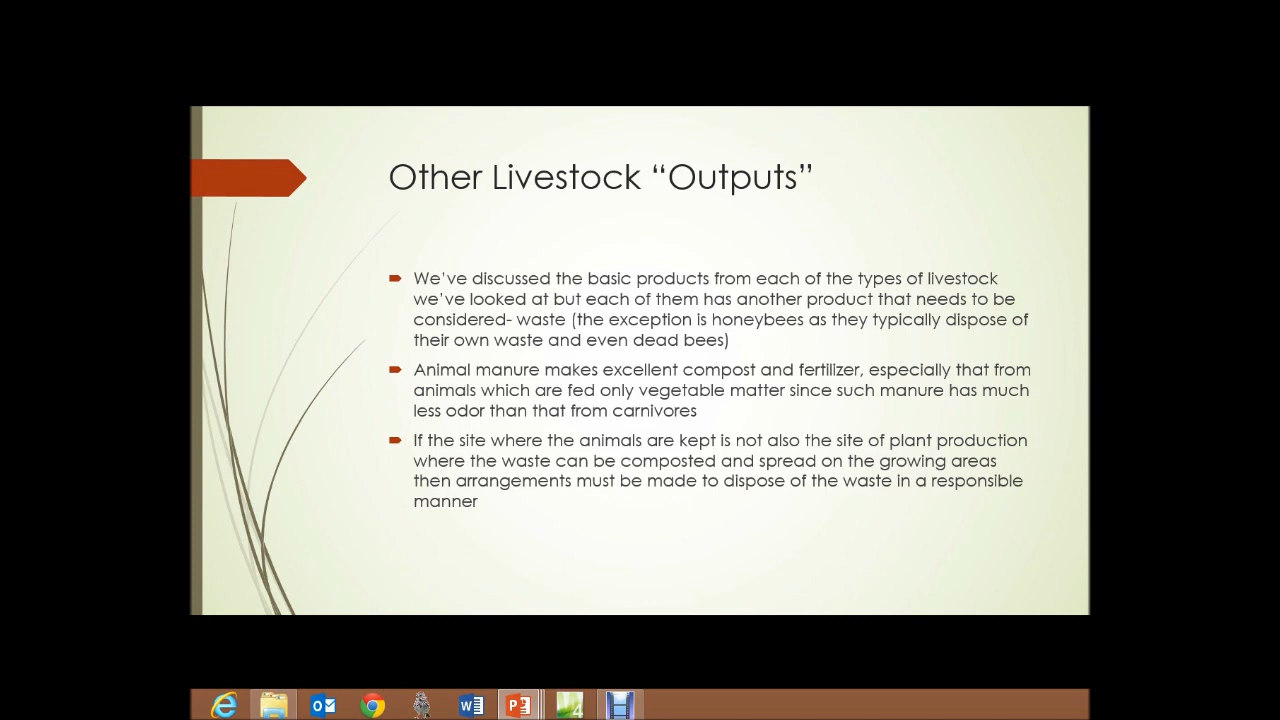 Other Livestock “Outputs”
We’ve discussed the basic products from each of the types of livestock
we’ve looked at but each of them has another product that needs to be
considered- waste (the exception is honeybees as they typically dispose of
their own waste and even dead bees)
Animal manure makes excellent compost and fertilizer, especially that from
animals which are fed only vegetable matter since such manure has much
less odor than that from carnivores
If the site where the animals are kept is not also the site of plant production
where the waste can be composted and spread on the growing areas
then arrangements must be made to dispose of the waste in a responsible
manner